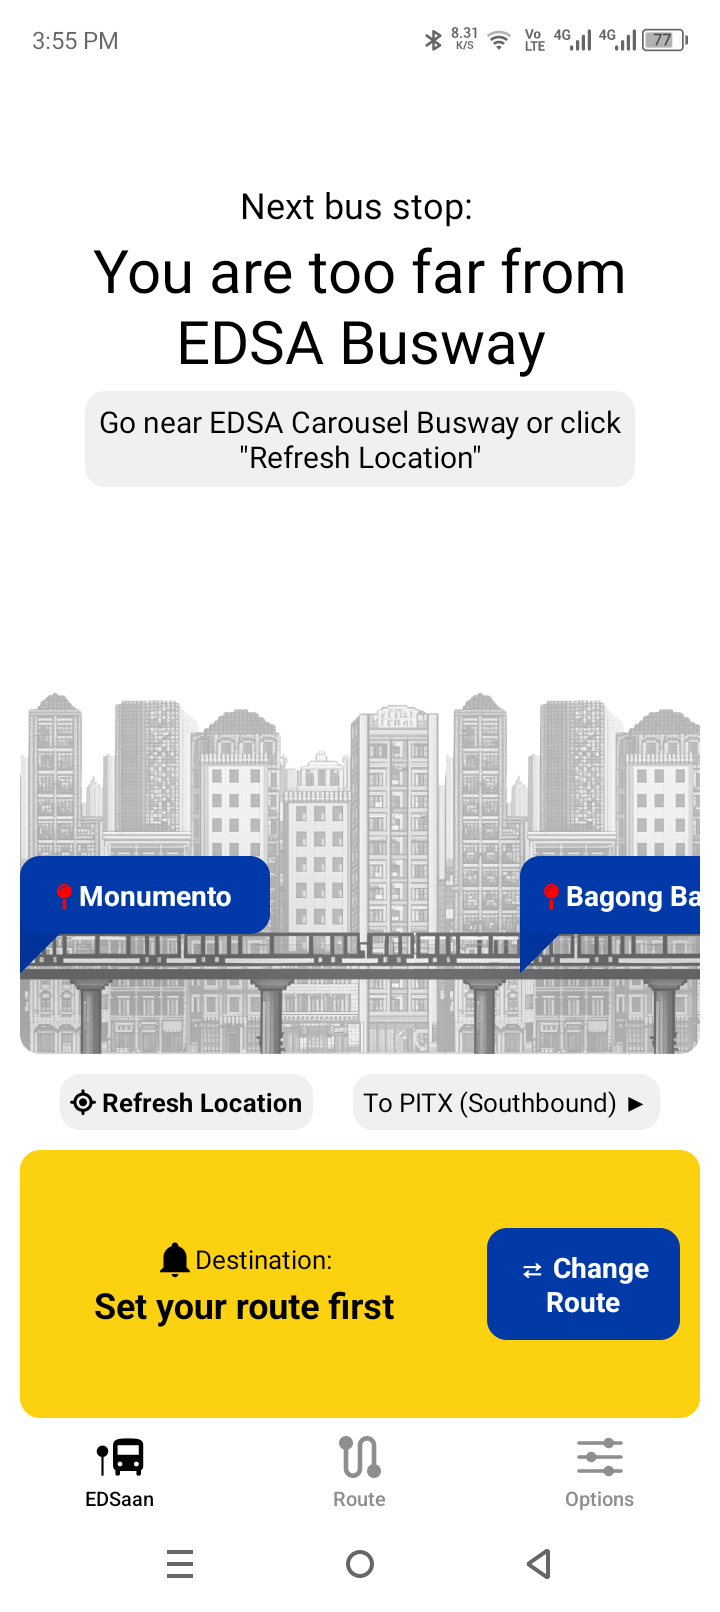 3:55 PM
8.31
K/S
Vo
LTE
4G
4G
77
Next bus stop:
You are too far from
EDSA Busway
Go near EDSA Carousel Busway or click
"Refresh Location"
Monumento
Bagong Ba
Refresh Location
To PITX (Southbound) ►
Destination:
Set your route first
⇄ Change
Route
EDSaan
Route
Options